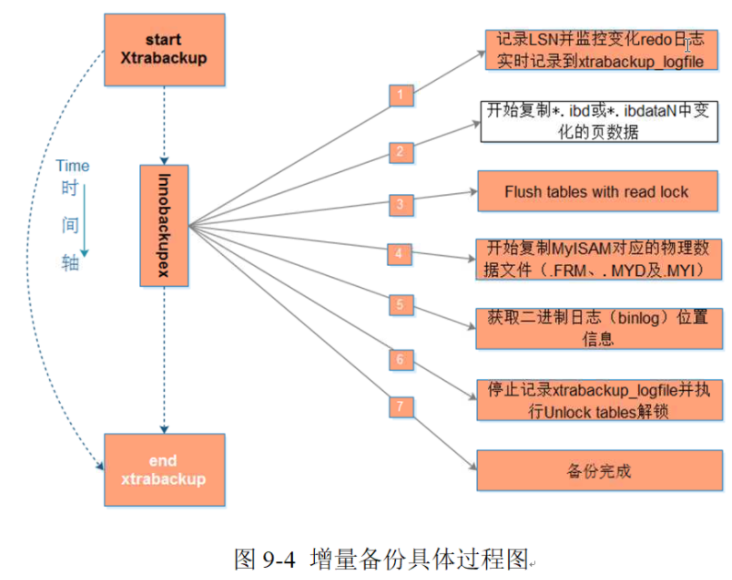 start
Xtrabackup
Time
时
间
轴
Innobackupex
end
xtrabackup
1
记录LSN并监控变化redo日志
实时记录到xtrabackup_logfile
2
开始复制*. ibd或*. ibdataN中变
化的页数据
3
Flush tables with read lock
4
开始复制MyISAM对应的物理数
据文件（.FRM、. MYD及.MYI）
5
获取二进制日志（binlog）位置
信息
6
停止记录xtrabackup_logfile并执
行Unlock tables解锁
7
备份完成
图 9-4 增量备份具体过程图